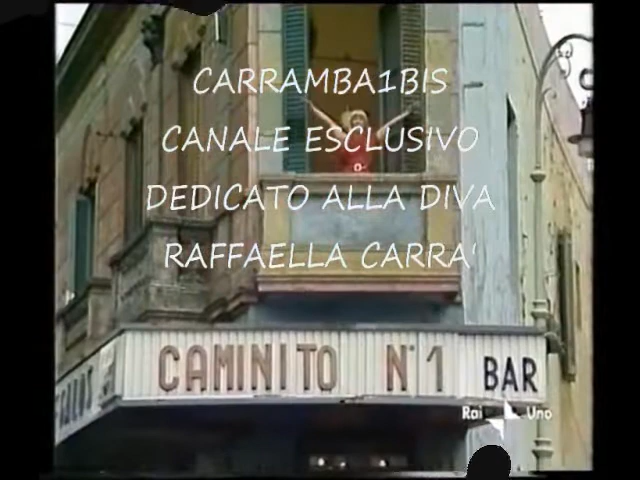 CARRAMBA1BIS
CANALE ESCLUSIVO
DEDICATO ALLA DIVA
RAFFAELLA CARRA'
CAMINITO N°1 BAR
Rai Uno